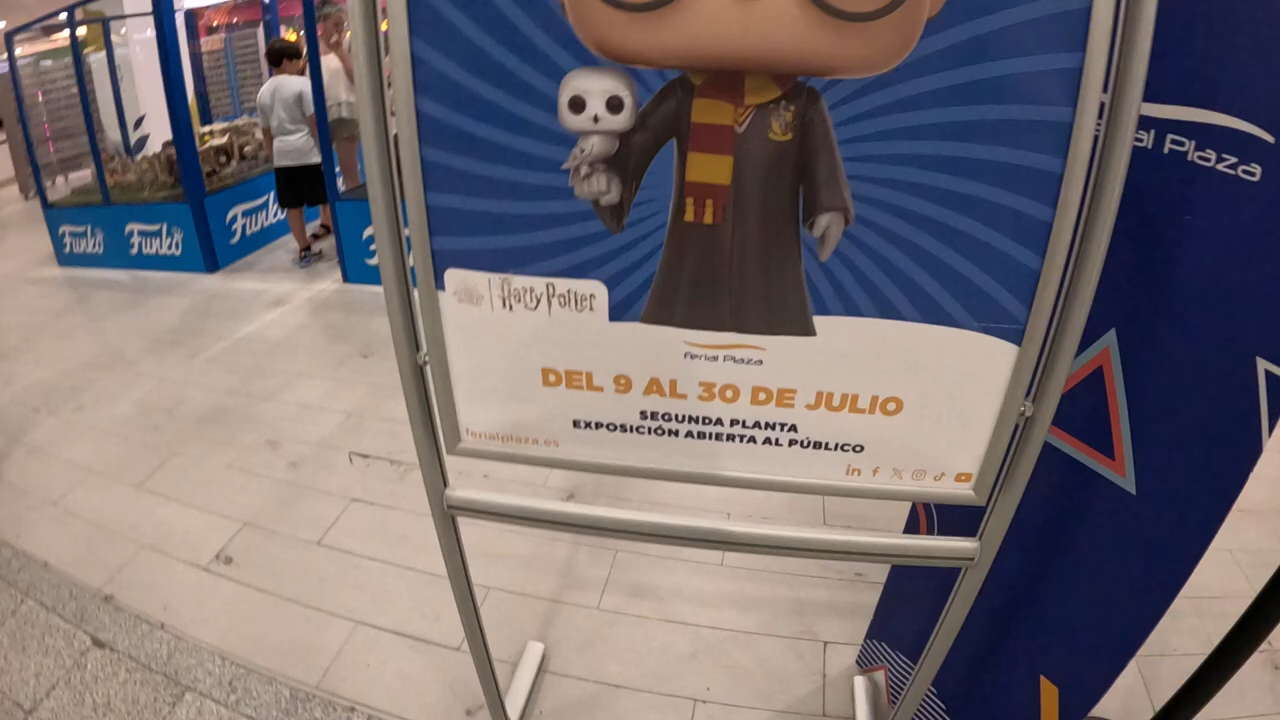 Funko Funko Funko
al Plaza
Harry Potter
Ferial Plaza
DEL 9 AL 30 DE JULIO
SEGUNDA PLANTA
EXPOSICIÓN ABIERTA AL PÚBLICO
ferialplaza.es